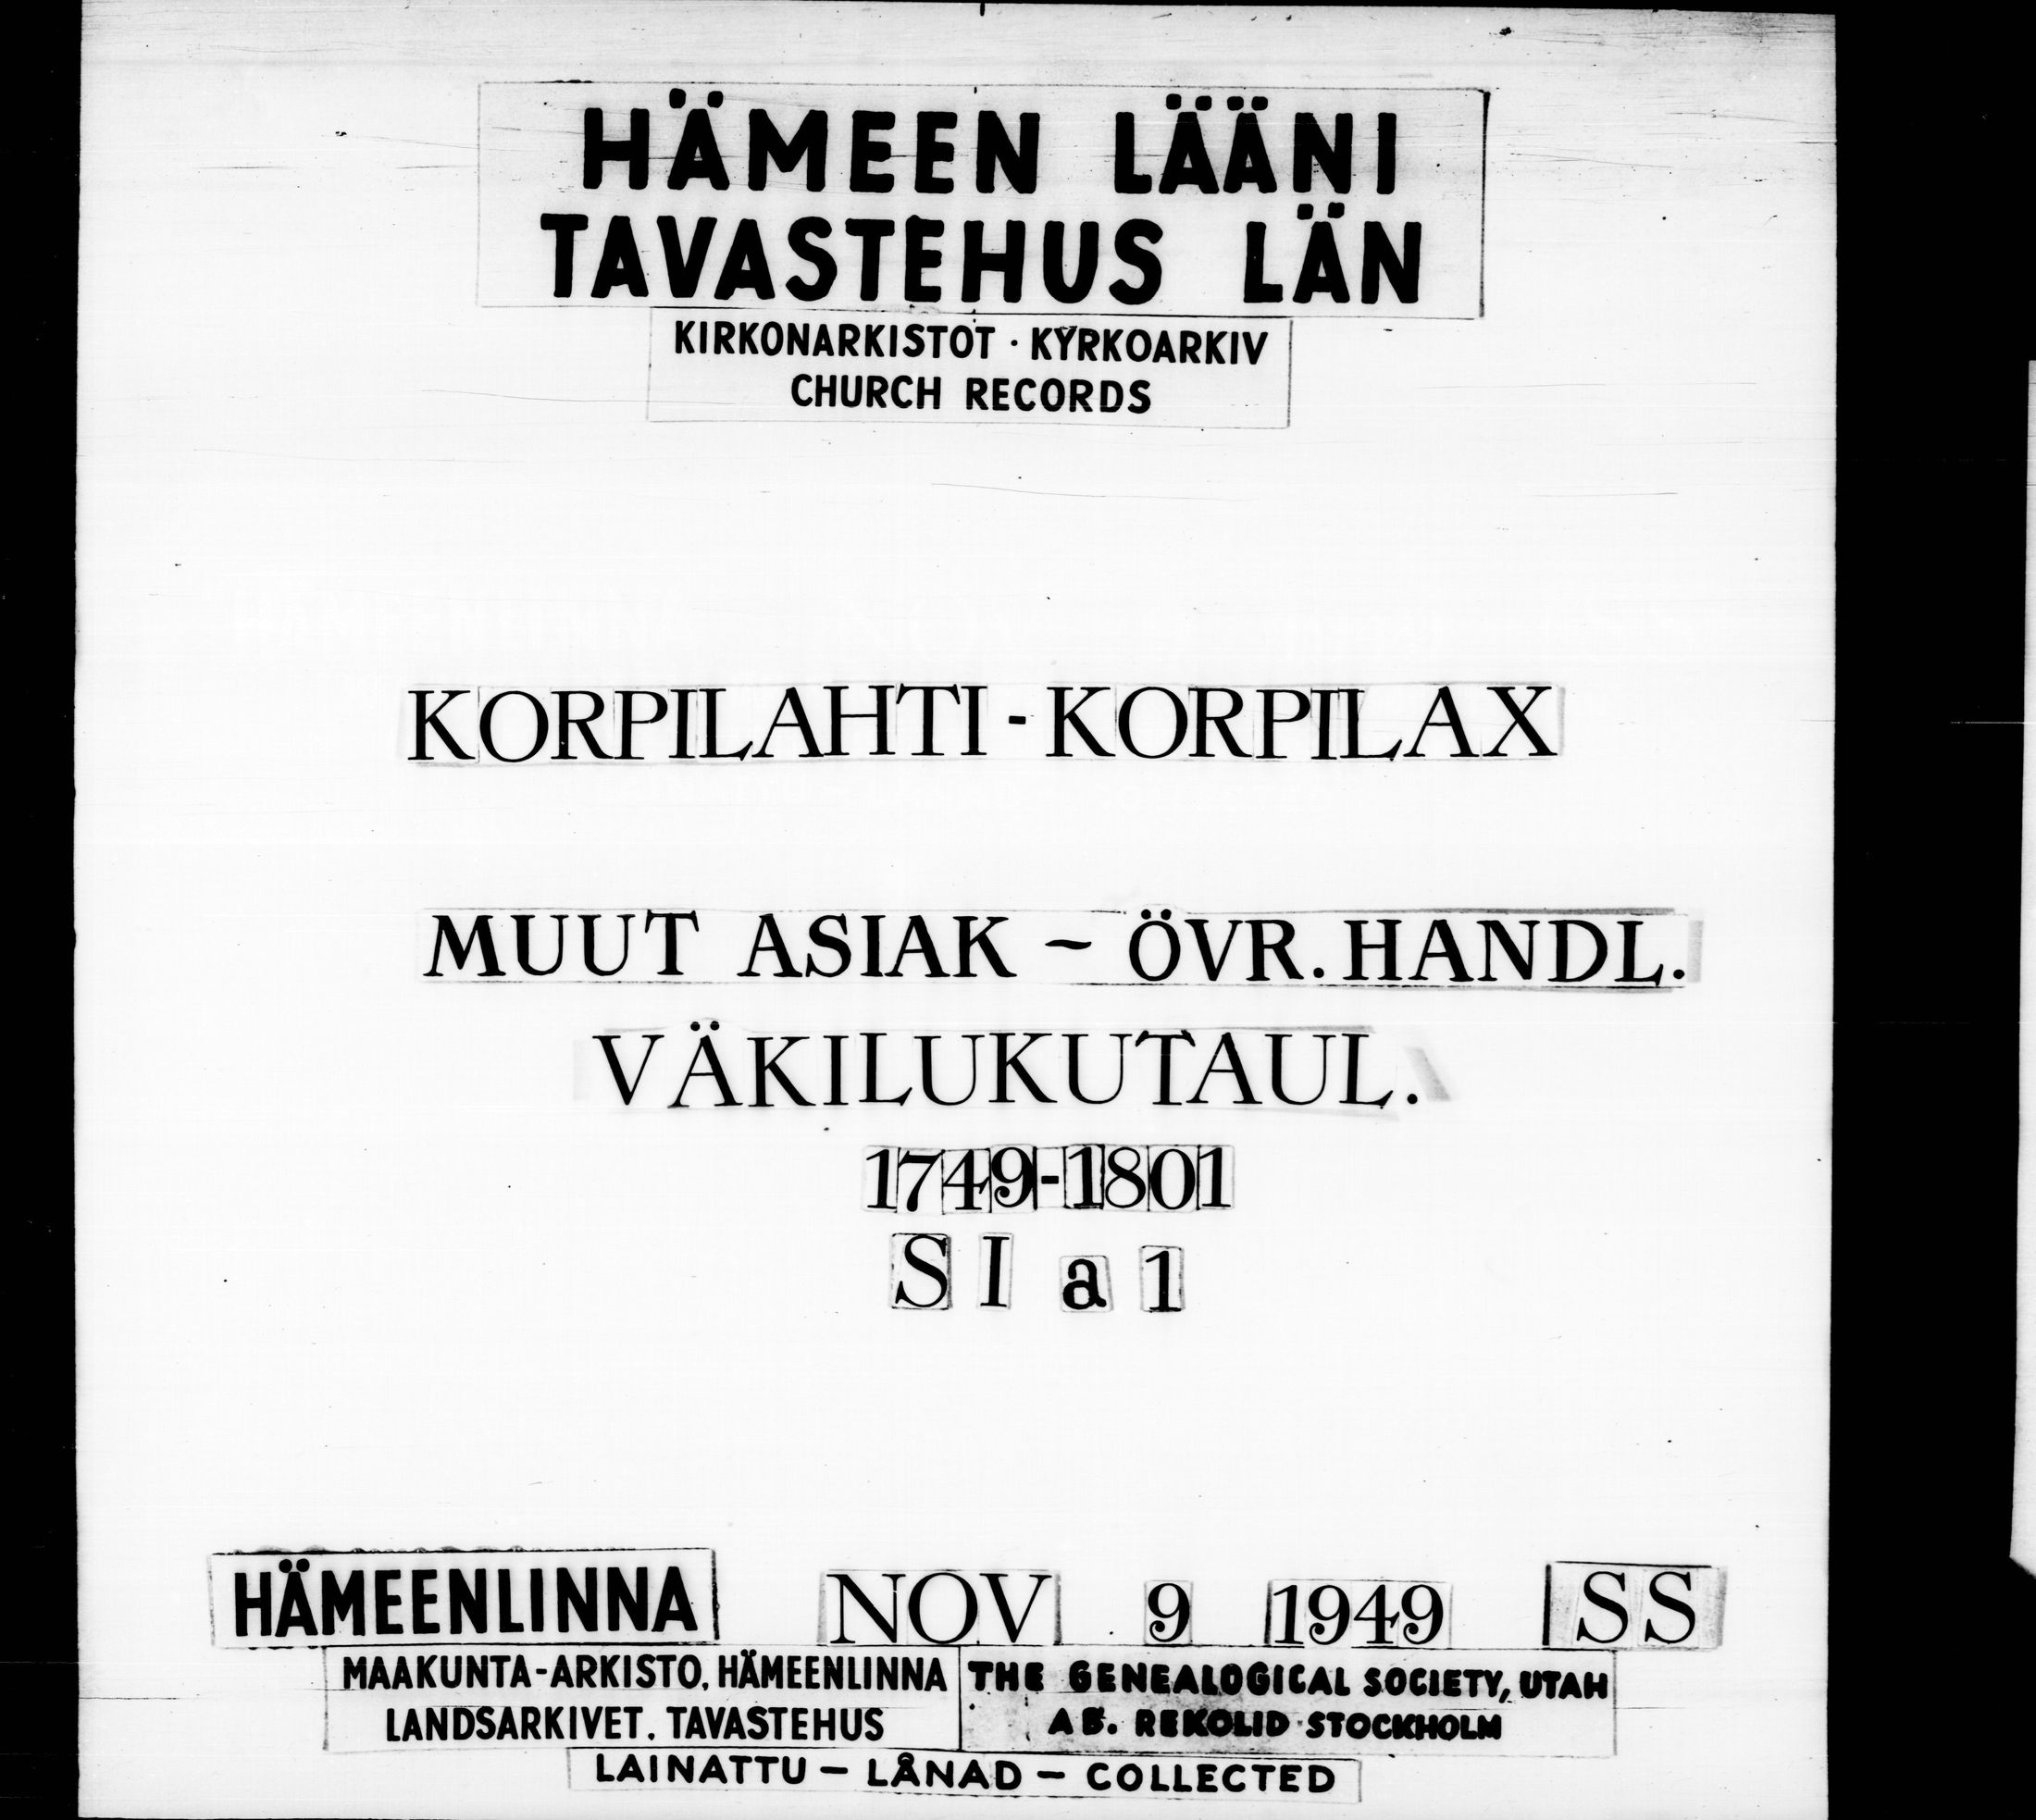 HÄMEEN LÄÄNI
TAVASTEHUS LÄN
KIRKONARKISTOT · KYRKOARKIV
CHURCH RECORDS
KORPILAHTI - KORPILAX
MUUT ASIAK – ÖVR. HANDL.
VÄKILUKUTAUL.
1749-1801
S I a 1
HÄMEENLINNA NOV 9 1949 SS
MAAKUNTA-ARKISTO, HÄMEENLINNA
LANDSARKIVET, TAVASTEHUS
THE GENEALOGICAL SOCIETY, UTAH
AB. REKOLID STOCKHOLM
LAINATTU – LÅNAD – COLLECTED